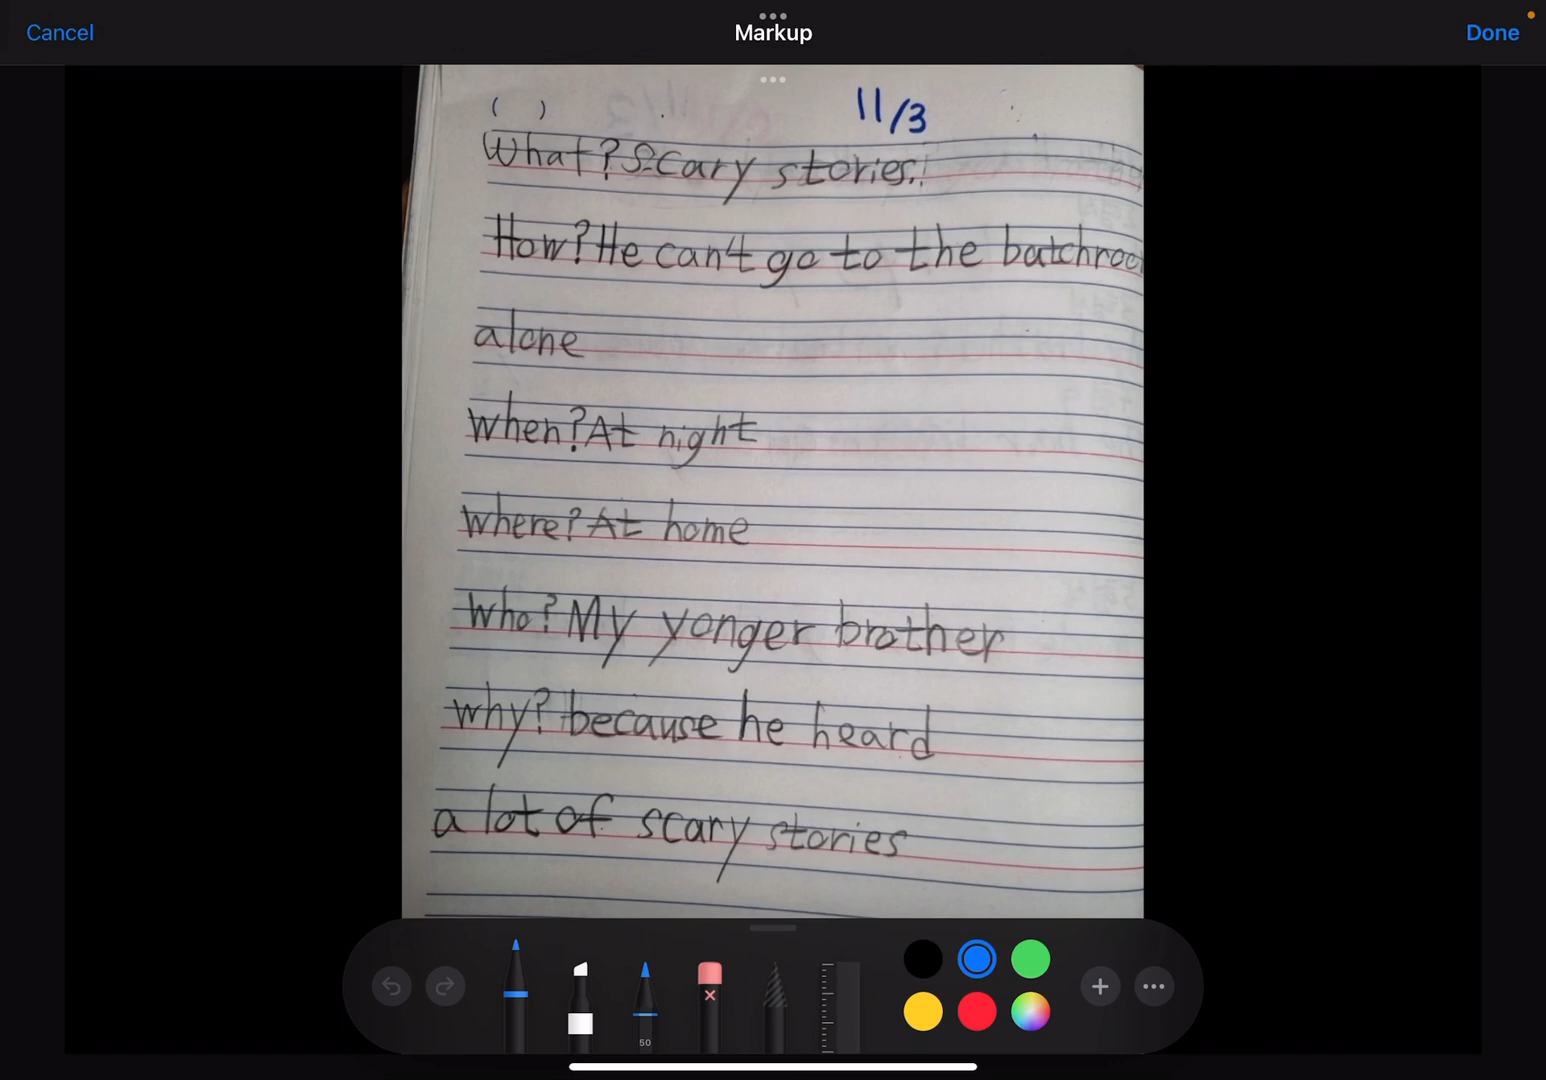 Cancel
Markup
Done
( )
11/3
What? Scary stories.
How? He can't go to the batchroo
alone
when? At night
where? At home
who? My yonger brother
why? because he heard
a lot of scary stories
50